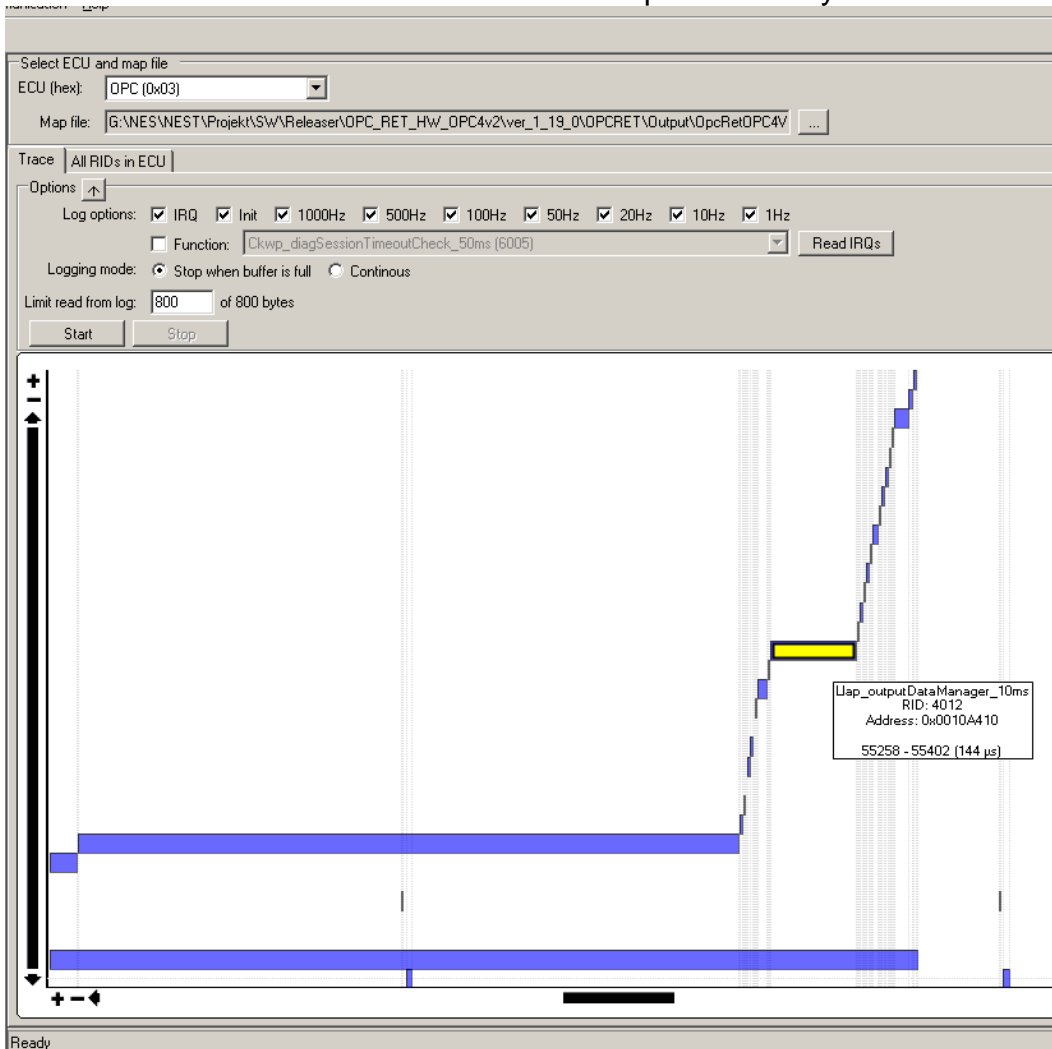 Select ECU and map file
ECU (hex): OPC (0x03)
Map file: G:\NES\NEST\Projekt\SW\Releaser\OPC_RET_HW_OPC4v2\ver_1_19_0\OPCRET\Output\OpcRetOPC4V ...
Trace All RIDs in ECU
Options
Log options: IRQ Init 1000Hz 500Hz 100Hz 50Hz 20Hz 10Hz 1Hz
Function: Ckwp_diagSessionTimeoutCheck_50ms (6005) Read IRQs
Logging mode: Stop when buffer is full Continous
Limit read from log: 800 of 800 bytes
Start Stop
Llap_outputDataManager_10ms
RID: 4012
Address: 0x0010A410
55258 - 55402 (144 µs)
Ready